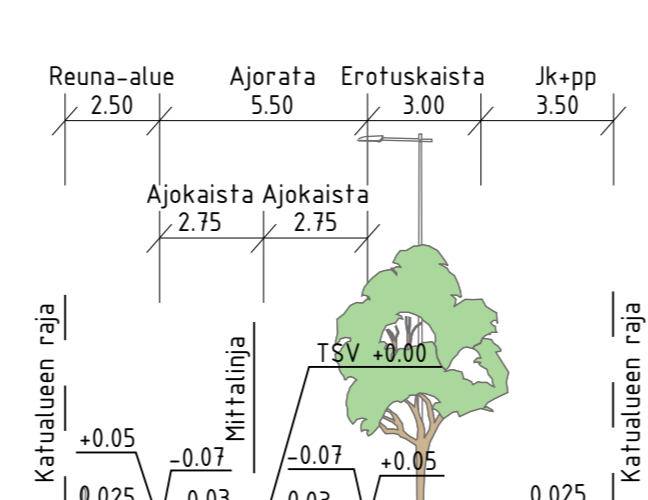 Reuna-alue Ajorata Erotuskaista Jk+pp
2.50 5.50 3.00 3.50
Ajokaista Ajokaista
2.75 2.75
Katualueen raja
Mittalinja
Katualueen raja
TSV +0.00
+0.05 -0.07 -0.07 +0.05
0.025 0.03 0.03 0.025